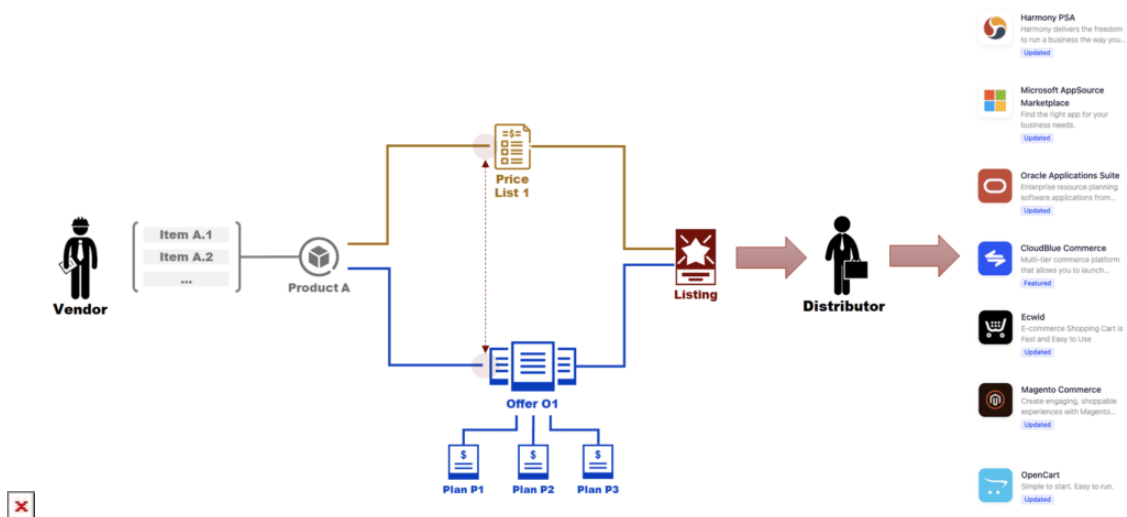 Vendor
Item A.1
Item A.2
...
Product A
=$=
Price
List 1
Offer O1
$
$
$
Plan P1
Plan P2
Plan P3
Listing
Distributor
Harmony PSA
Harmony delivers the freedom
to run a business the way you...
Updated
Microsoft AppSource
Marketplace
Find the right app for your
business needs.
Updated
Oracle Applications Suite
Enterprise resource planning
software applications from...
Updated
CloudBlue Commerce
Multi-tier commerce platform
that allows you to launch...
Featured
Ecwid
E-commerce Shopping Cart is
Fast and Easy to Use
Updated
Magento Commerce
Create engaging, shoppable
experiences with Magento...
Updated
OpenCart
Simple to start. Easy to run.
Updated